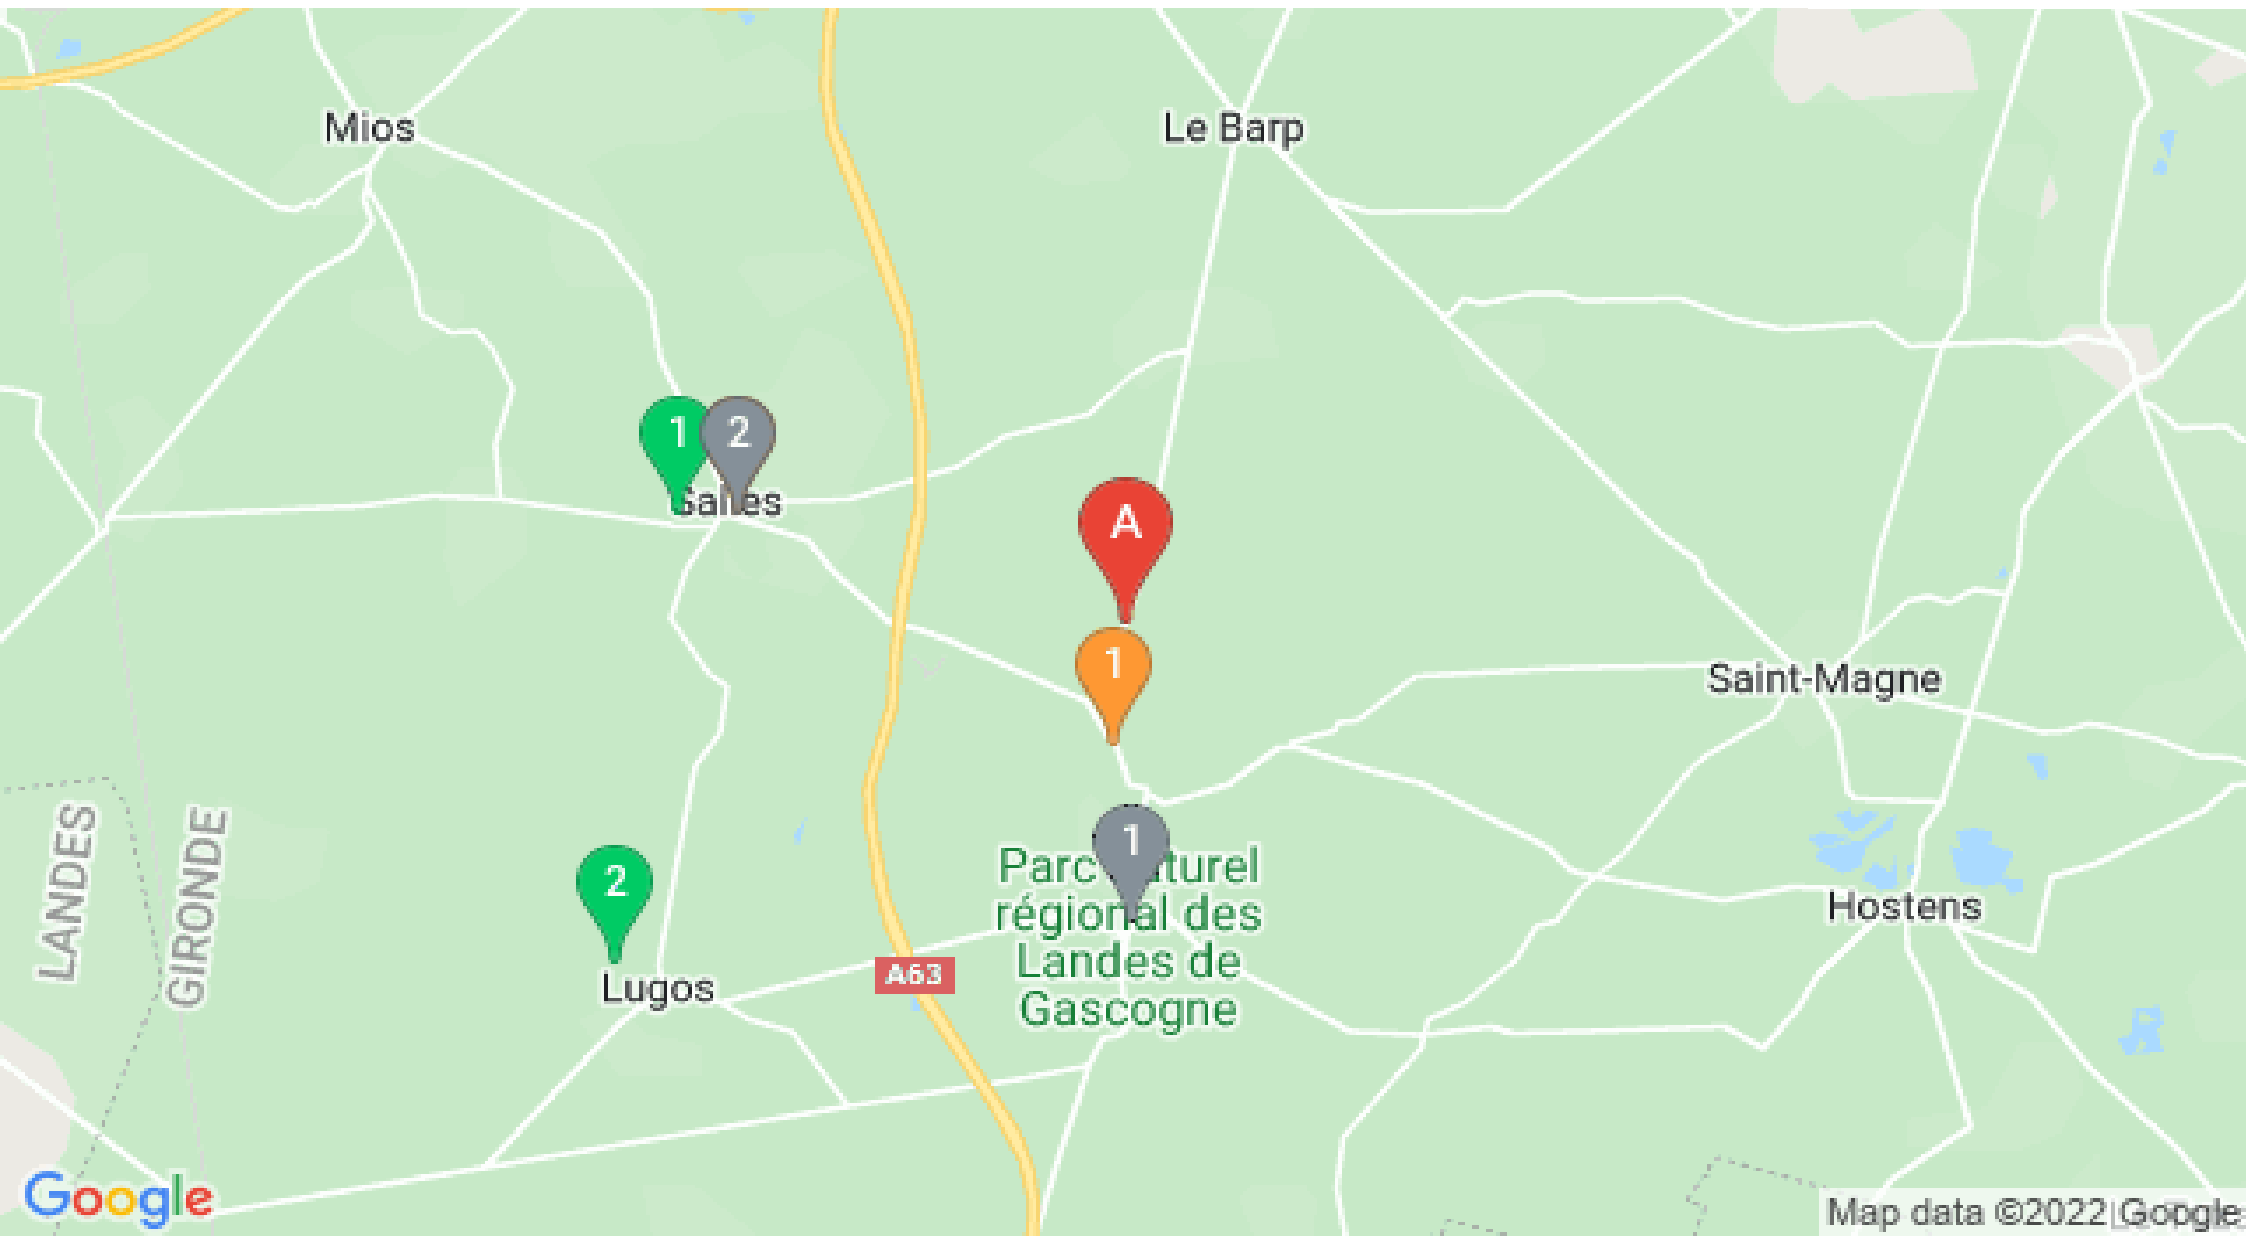 Mios
Le Barp
1
2
Salles
A
1
Saint-Magne
LANDES
GIRONDE
1
2
Parc naturel
régional des
Landes de
Gascogne
Hostens
Lugos
A63
Google
Map data ©2022 Google